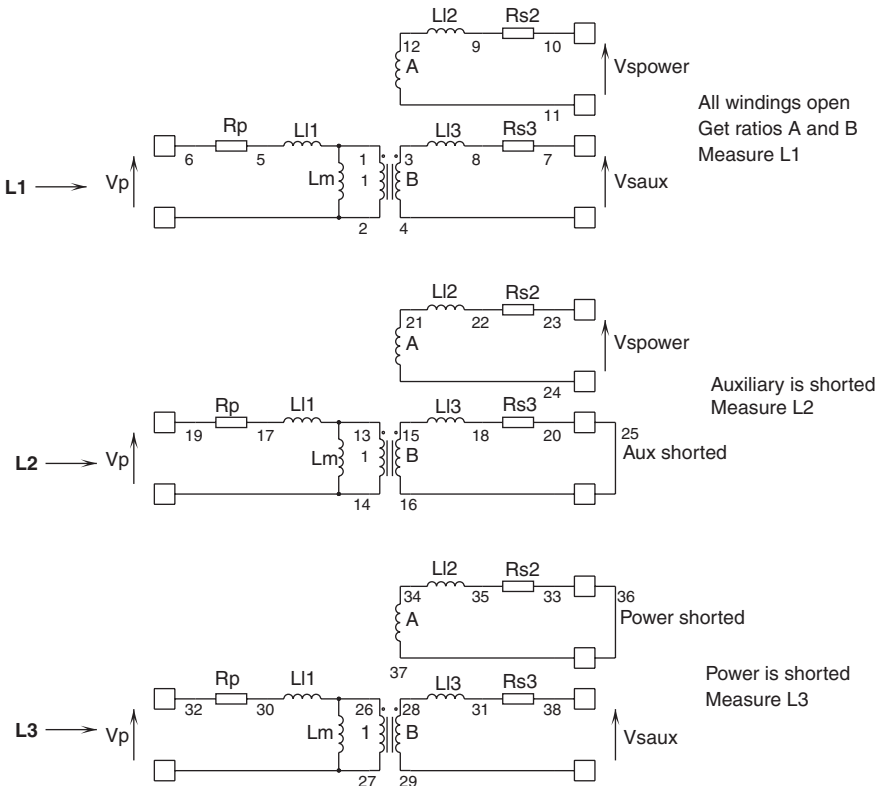 Ll2 Rs2
12 9 10
A Vspower
11
All windings open
Get ratios A and B
Measure L1
Rp Ll1 Ll3 Rs3
6 5 1 3 8 7
L1 Vp Lm 1 B Vsaux
2 4
Ll2 Rs2
21 22 23
A Vspower
24
Auxiliary is shorted
Measure L2
Rp Ll1 Ll3 Rs3
19 17 13 15 18 20 25
L2 Vp Lm 1 B Aux shorted
14 16
Ll2 Rs2
34 35 33 36
A Power shorted
37
Power is shorted
Measure L3
Rp Ll1 Ll3 Rs3
32 30 26 28 31 38
L3 Vp Lm 1 B Vsaux
27 29